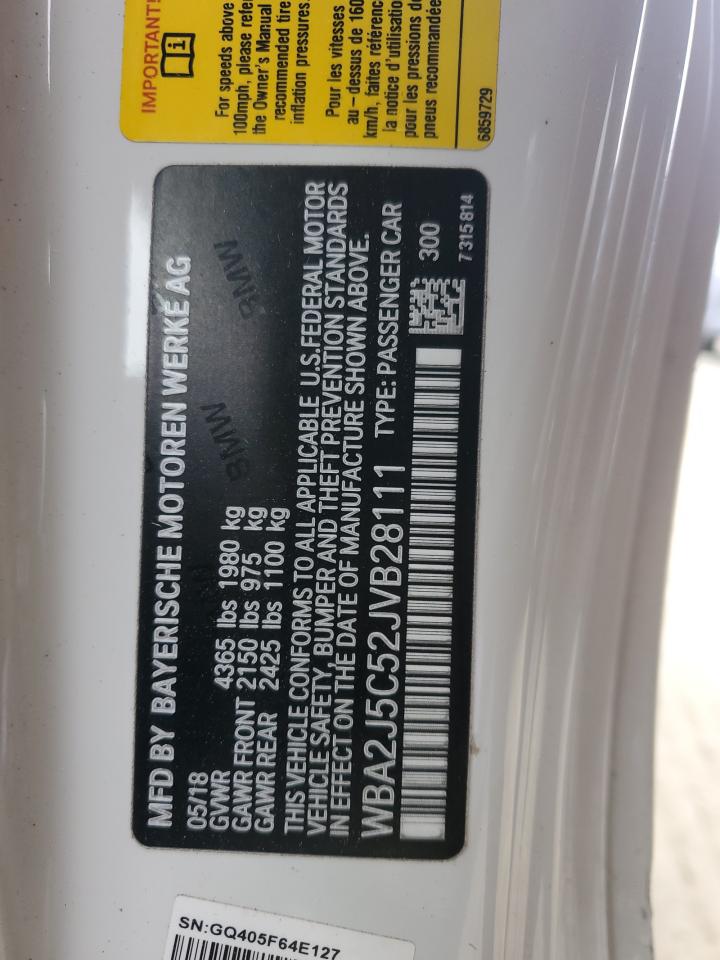 IMPORTANT!
For speeds above
100mph, please refer
the Owner's Manual
recommended tire
inflation pressures.
Pour les vitesses
au-dessus de 160
km/h, faites référenc
la notice d'utilisatio
pour les pressions de
pneus recommandée
6859729
MFD BY BAYERISCHE MOTOREN WERKE AG
05/18
GVWR 4365 lbs 1980 kg
GAWR FRONT 2150 lbs 975 kg
GAWR REAR 2425 lbs 1100 kg
BMW BMW
THIS VEHICLE CONFORMS TO ALL APPLICABLE U.S.FEDERAL MOTOR
VEHICLE SAFETY, BUMPER AND THEFT PREVENTION STANDARDS
IN EFFECT ON THE DATE OF MANUFACTURE SHOWN ABOVE.
WBA2J5C52JVB28111 TYPE: PASSENGER CAR
300
7315814
SN:GQ405F64E127